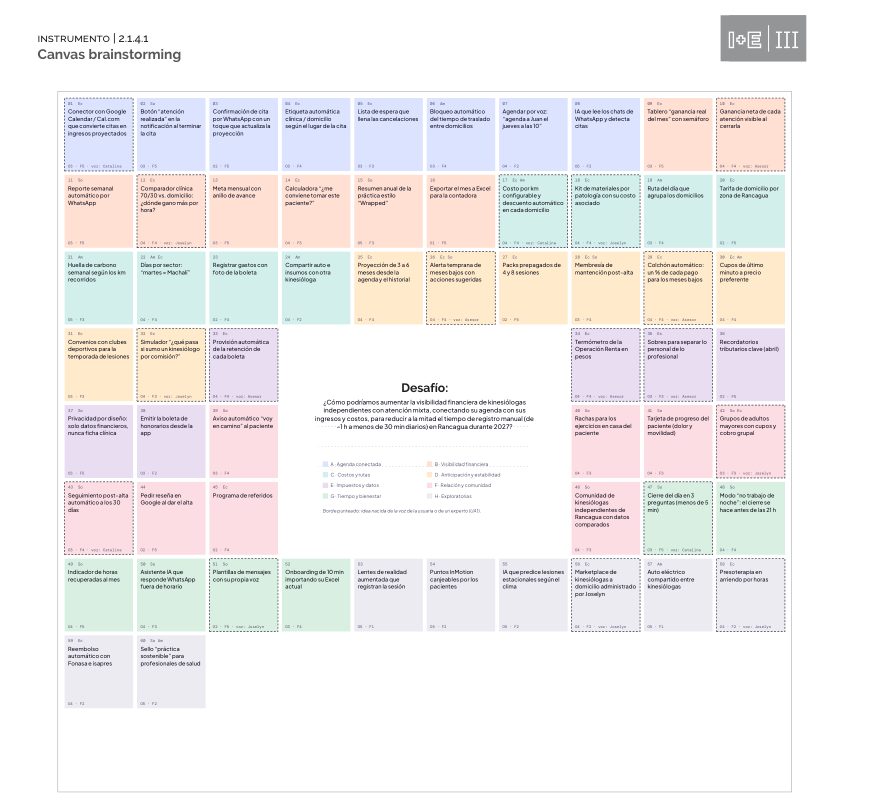 INSTRUMENTO | 2.1.4.1
Canvas brainstorming
I+E III
Conector con Google
Calendar / Cal.com
que convierte citas en
ingresos proyectados
Botón "atención
realizada" en la
notificación al terminar
la cita
Confirmación de cita
por WhatsApp con un
toque que actualiza la
proyección
Etiqueta automática
clínica / domicilio
según el lugar de la cita
Lista de espera que
llena las cancelaciones
Bloqueo automático
del tiempo de traslado
entre domicilios
Agendar por voz:
"agenda a Juan el
jueves a las 10"
IA que lee los chats de
WhatsApp y detecta
citas
Tablero "ganancia real
del mes" con semáforo
Ganancia neta de cada
atención visible al
cerrarla
Reporte semanal
automático por
WhatsApp
Comparador clínica
70/30 vs. domicilio:
¿dónde gano más por
hora?
Meta mensual con
anillo de avance
Calculadora "¿me
conviene tomar este
paciente?"
Resumen anual de la
práctica estilo
"Wrapped"
Exportar el mes a Excel
para la contadora
Costo por km
configurable y
descuento automático
en cada domicilio
Kit de materiales por
patología con su costo
asociado
Ruta del día que
agrupa los domicilios
Tarifa de domicilio por
zona de Rancagua
Huella de carbono
semanal según los km
recorridos
Días por sector:
"martes = Machalí"
Registrar gastos con
foto de la boleta
Compartir auto e
insumos con otra
kinesióloga
Proyección de 3 a 6
meses desde la
agenda y el historial
Alerta temprana de
meses bajos con
acciones sugeridas
Packs prepagados de
4 y 8 sesiones
Membresía de
mantención post-alta
Colchón automático:
un % de cada pago
para los meses bajos
Cupos de último
minuto a precio
preferente
Convenios con clubes
deportivos para la
temporada de lesiones
Simulador "¿qué pasa
si sumo un kinesiólogo
por comisión?"
Provisión automática
de la retención de
cada boleta
Termómetro de la
Operación Renta en
pesos
Sobres para separar lo
personal de lo
profesional
Recordatorios
tributarios clave (abril)
Desafío:
¿Cómo podríamos aumentar la visibilidad financiera de kinesiólogas
independientes con atención mixta, conectando su agenda con sus
ingresos y costos, para reducir a la mitad el tiempo de registro manual (de
~1 h a menos de 30 min diarios) en Rancagua durante 2027?
A · Agenda conectada
B · Visibilidad financiera
C · Costos y rutas
D · Anticipación y estabilidad
E · Impuestos y datos
F · Relación y comunidad
G · Tiempo y bienestar
H · Exploratorias
Borde punteado: idea nacida de la voz de la usuaria o de un experto (IL/A1).
Privacidad por diseño:
solo datos financieros,
nunca ficha clínica
Emitir la boleta de
honorarios desde la
app
Aviso automático "voy
en camino" al paciente
Rachas para los
ejercicios en casa del
paciente
Tarjeta de progreso del
paciente (dolor y
movilidad)
Grupos de adultos
mayores con cupos y
cobro grupal
Seguimiento post-alta
automático a los 30
días
Pedir reseña en
Google al dar el alta
Programa de referidos
Comunidad de
kinesiólogas
independientes de
Rancagua con datos
comparados
Cierre del día en 3
preguntas (menos de 5
min)
Modo "no trabajo de
noche": el cierre se
hace antes de las 21 h
Indicador de horas
recuperadas al mes
Asistente IA que
responde WhatsApp
fuera de horario
Plantillas de mensajes
con su propia voz
Onboarding de 10 min
importando su Excel
actual
Lentes de realidad
aumentada que
registran la sesión
Puntos InMotion
canjeables por los
pacientes
IA que predice lesiones
estacionales según el
clima
Marketplace de
kinesiólogas a
domicilio administrado
por Joselyn
Auto eléctrico
compartido entre
kinesiólogas
Presoterapia en
arriendo por horas
Reembolso
automático con
Fonasa e isapres
Sello "práctica
sostenible" para
profesionales de salud